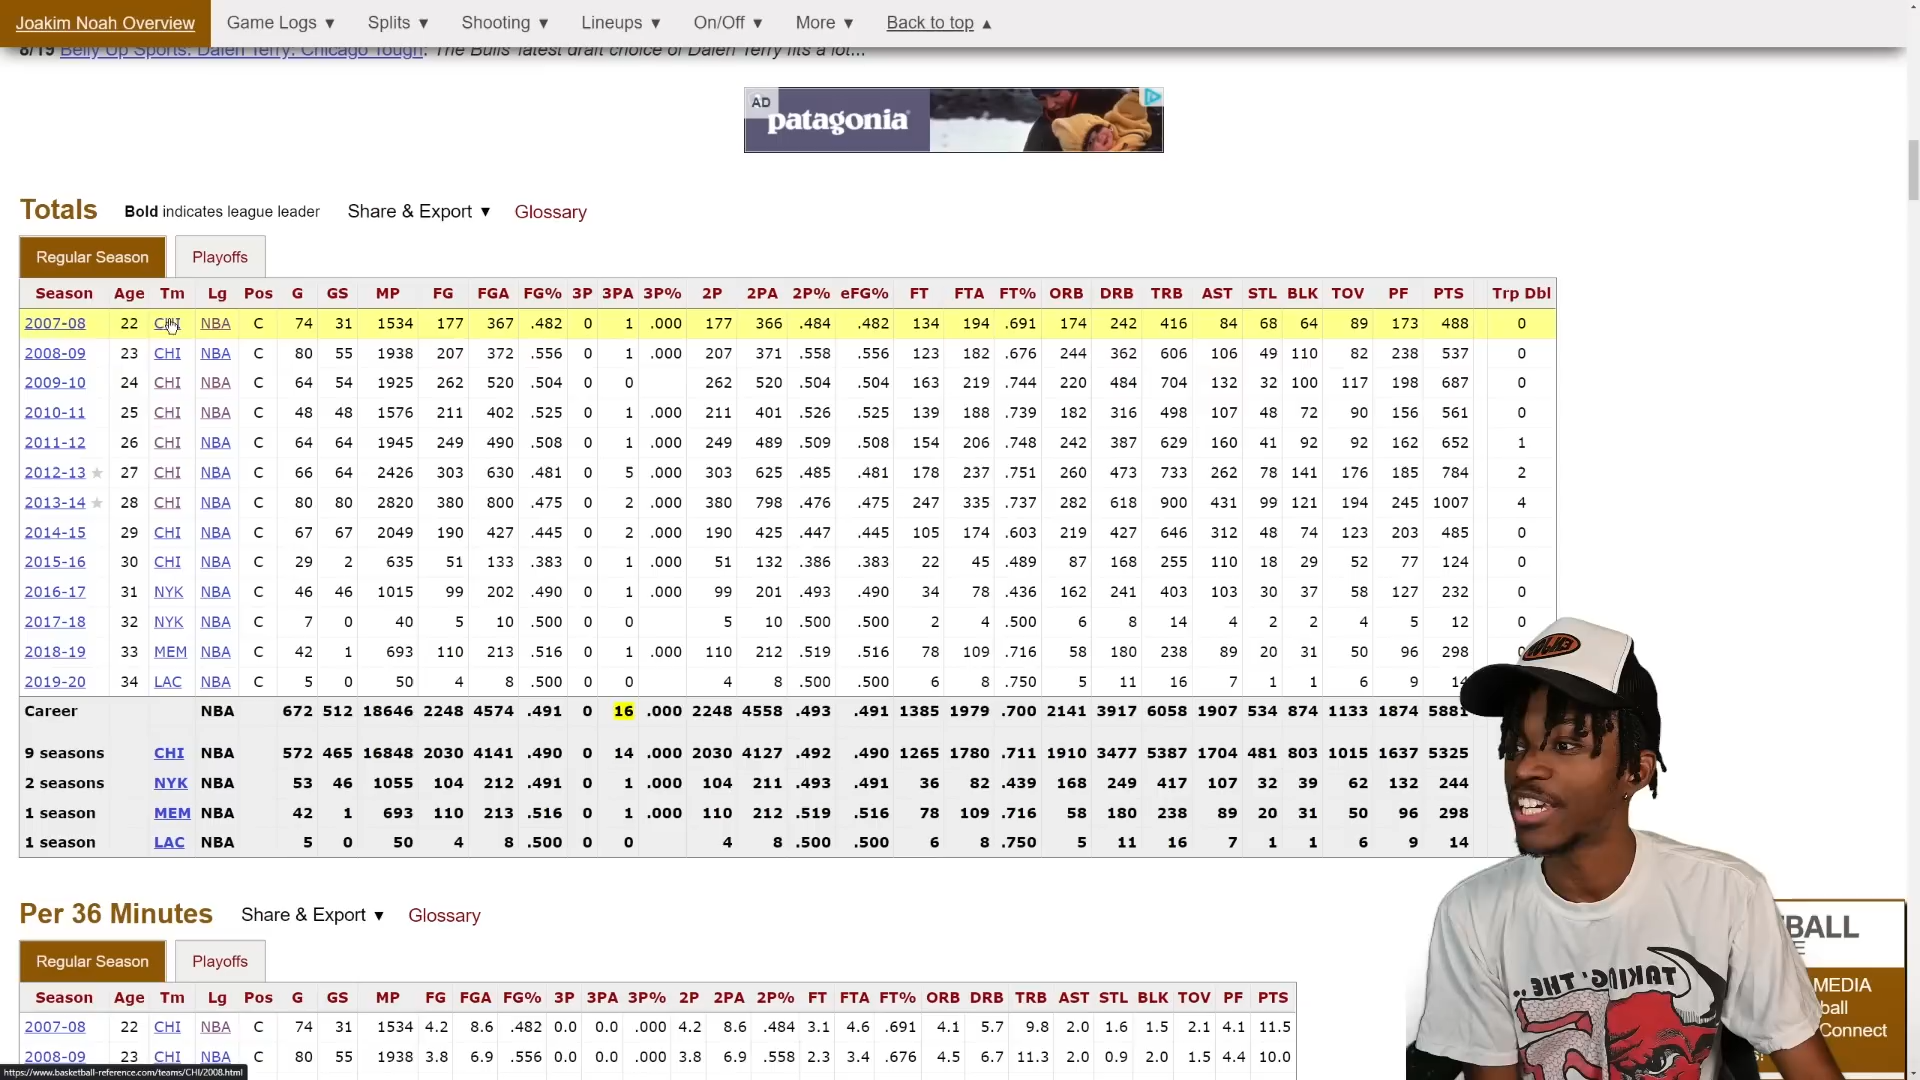 Joakim Noah Overview Game Logs ▼ Splits ▼ Shooting ▼ Lineups ▼ On/Off ▼ More ▼ Back to top ▲
8/19 Belly Up Sports: Dalen Terry: Chicago Tough: The Bulls' latest draft choice of Dalen Terry fits a lot...
AD patagonia
Totals Bold indicates league leader Share & Export ▼ Glossary
Regular Season Playoffs
Season Age Tm Lg Pos G GS MP FG FGA FG% 3P 3PA 3P% 2P 2PA 2P% eFG% FT FTA FT% ORB DRB TRB AST STL BLK TOV PF PTS Trp Dbl
2007-08 22 CHI NBA C 74 31 1534 177 367 .482 0 1 .000 177 366 .484 .482 134 194 .691 174 242 416 84 68 64 89 173 488 0
2008-09 23 CHI NBA C 80 55 1938 207 372 .556 0 1 .000 207 371 .558 .556 123 182 .676 244 362 606 106 49 110 82 238 537 0
2009-10 24 CHI NBA C 64 54 1925 262 520 .504 0 0 262 520 .504 .504 163 219 .744 220 484 704 132 32 100 117 198 687 0
2010-11 25 CHI NBA C 48 48 1576 211 402 .525 0 1 .000 211 401 .526 .525 139 188 .739 182 316 498 107 48 72 90 156 561 0
2011-12 26 CHI NBA C 64 64 1945 249 490 .508 0 1 .000 249 489 .509 .508 154 206 .748 242 387 629 160 41 92 92 162 652 1
2012-13 ★ 27 CHI NBA C 66 64 2426 303 630 .481 0 5 .000 303 625 .485 .481 178 237 .751 260 473 733 262 78 141 176 185 784 2
2013-14 ★ 28 CHI NBA C 80 80 2820 380 800 .475 0 2 .000 380 798 .476 .475 247 335 .737 282 618 900 431 99 121 194 245 1007 4
2014-15 29 CHI NBA C 67 67 2049 190 427 .445 0 2 .000 190 425 .447 .445 105 174 .603 219 427 646 312 48 74 123 203 485 0
2015-16 30 CHI NBA C 29 2 635 51 133 .383 0 1 .000 51 132 .386 .383 22 45 .489 87 168 255 110 18 29 52 77 124 0
2016-17 31 NYK NBA C 46 46 1015 99 202 .490 0 1 .000 99 201 .493 .490 34 78 .436 162 241 403 103 30 37 58 127 232 0
2017-18 32 NYK NBA C 7 0 40 5 10 .500 0 0 5 10 .500 .500 2 4 .500 6 8 14 4 2 2 4 5 12 0
2018-19 33 MEM NBA C 42 1 693 110 213 .516 0 1 .000 110 212 .519 .516 78 109 .716 58 180 238 89 20 31 50 96 298
2019-20 34 LAC NBA C 5 0 50 4 8 .500 0 0 4 8 .500 .500 6 8 .750 5 11 16 7 1 1 6 9 14
Career NBA 672 512 18646 2248 4574 .491 0 16 .000 2248 4558 .493 .491 1385 1979 .700 2141 3917 6058 1907 534 874 1133 1874 5881
9 seasons CHI NBA 572 465 16848 2030 4141 .490 0 14 .000 2030 4127 .492 .490 1265 1780 .711 1910 3477 5387 1704 481 803 1015 1637 5325
2 seasons NYK NBA 53 46 1055 104 212 .491 0 1 .000 104 211 .493 .491 36 82 .439 168 249 417 107 32 39 62 132 244
1 season MEM NBA 42 1 693 110 213 .516 0 1 .000 110 212 .519 .516 78 109 .716 58 180 238 89 20 31 50 96 298
1 season LAC NBA 5 0 50 4 8 .500 0 0 4 8 .500 .500 6 8 .750 5 11 16 7 1 1 6 9 14
Per 36 Minutes Share & Export ▼ Glossary
Regular Season Playoffs
Season Age Tm Lg Pos G GS MP FG FGA FG% 3P 3PA 3P% 2P 2PA 2P% FT FTA FT% ORB DRB TRB AST STL BLK TOV PF PTS
2007-08 22 CHI NBA C 74 31 1534 4.2 8.6 .482 0.0 0.0 .000 4.2 8.6 .484 3.1 4.6 .691 4.1 5.7 9.8 2.0 1.6 1.5 2.1 4.1 11.5
2008-09 23 CHI NBA C 80 55 1938 3.8 6.9 .556 0.0 0.0 .000 3.8 6.9 .558 2.3 3.4 .676 4.5 6.7 11.3 2.0 0.9 2.0 1.5 4.4 10.0
https://www.basketball-reference.com/teams/CHI/2008.html
BALL
MEDIA
ball
Connect
TAKING' THE